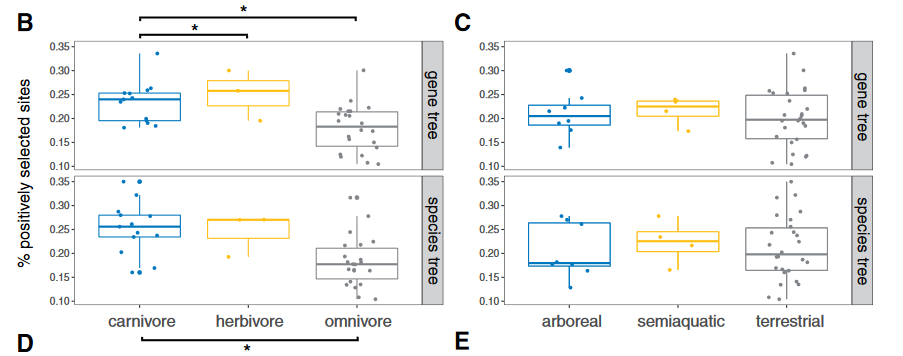 B
*
*
C
% positively selected sites
0.35
0.30
0.25
0.20
0.15
0.10
gene tree
0.35
0.30
0.25
0.20
0.15
0.10
gene tree
0.35
0.30
0.25
0.20
0.15
0.10
species tree
0.35
0.30
0.25
0.20
0.15
0.10
species tree
carnivore herbivore omnivore
arboreal semiaquatic terrestrial
*
D
E